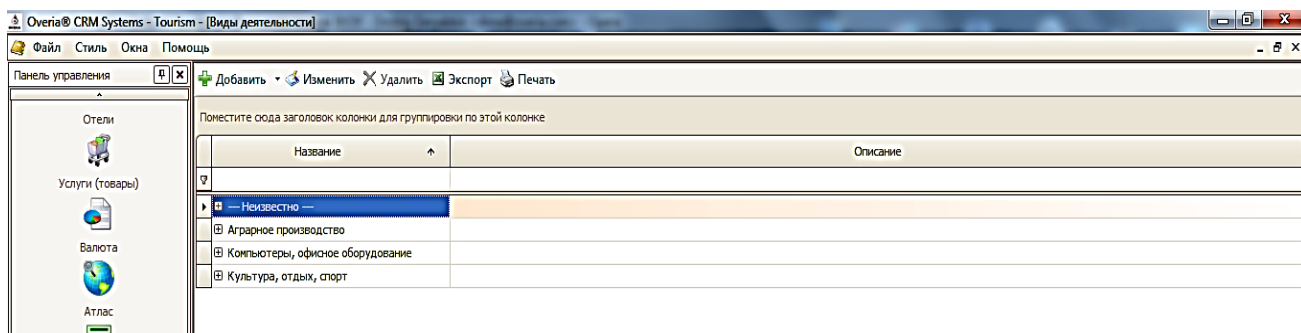 Overia® CRM Systems - Tourism - [Виды деятельности]
Файл Стиль Окна Помощь
Панель управления
Добавить Изменить Удалить Экспорт Печать
Поместите сюда заголовок колонки для группировки по этой колонке
Название Описание
Отели
Услуги (товары)
Валюта
Атлас
— Неизвестно —
Аграрное производство
Компьютеры, офисное оборудование
Культура, отдых, спорт